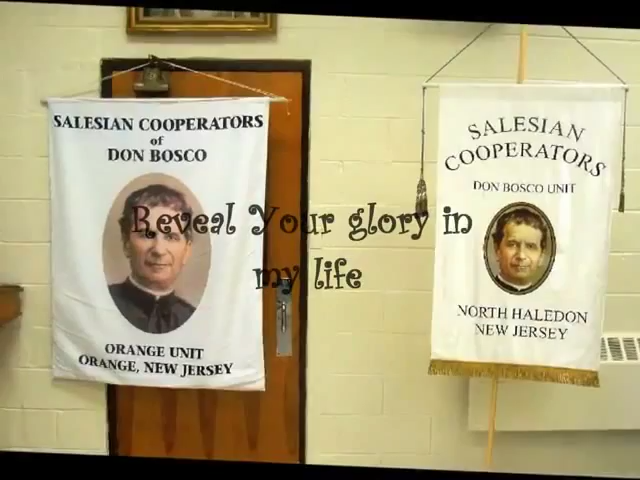 SALESIAN COOPERATORS
of
DON BOSCO
ORANGE UNIT
ORANGE, NEW JERSEY
SALESIAN
COOPERATORS
DON BOSCO UNIT
NORTH HALEDON
NEW JERSEY
Reveal Your glory in
my life